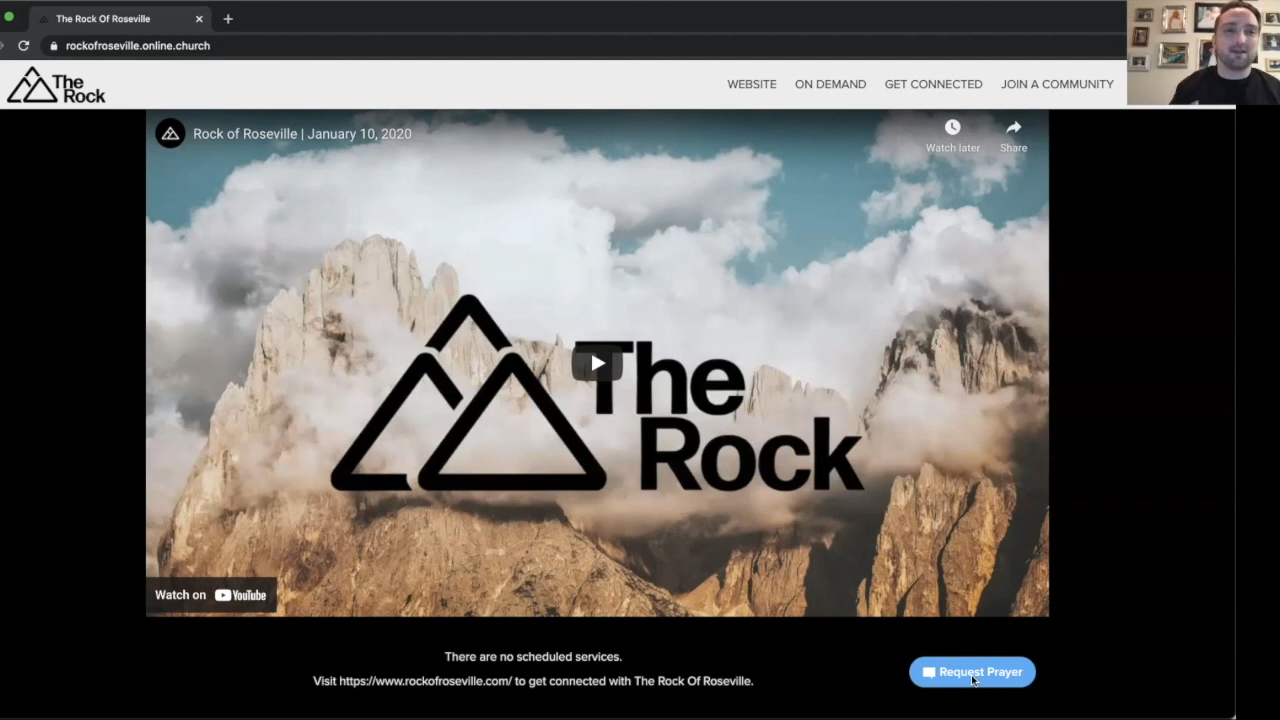 The Rock Of Roseville
rockofroseville.online.church
The
Rock
WEBSITE ON DEMAND GET CONNECTED JOIN A COMMUNITY
Rock of Roseville | January 10, 2020
Watch later
Share
The
Rock
Watch on YouTube
There are no scheduled services.
Visit https://www.rockofroseville.com/ to get connected with The Rock Of Roseville.
Request Prayer